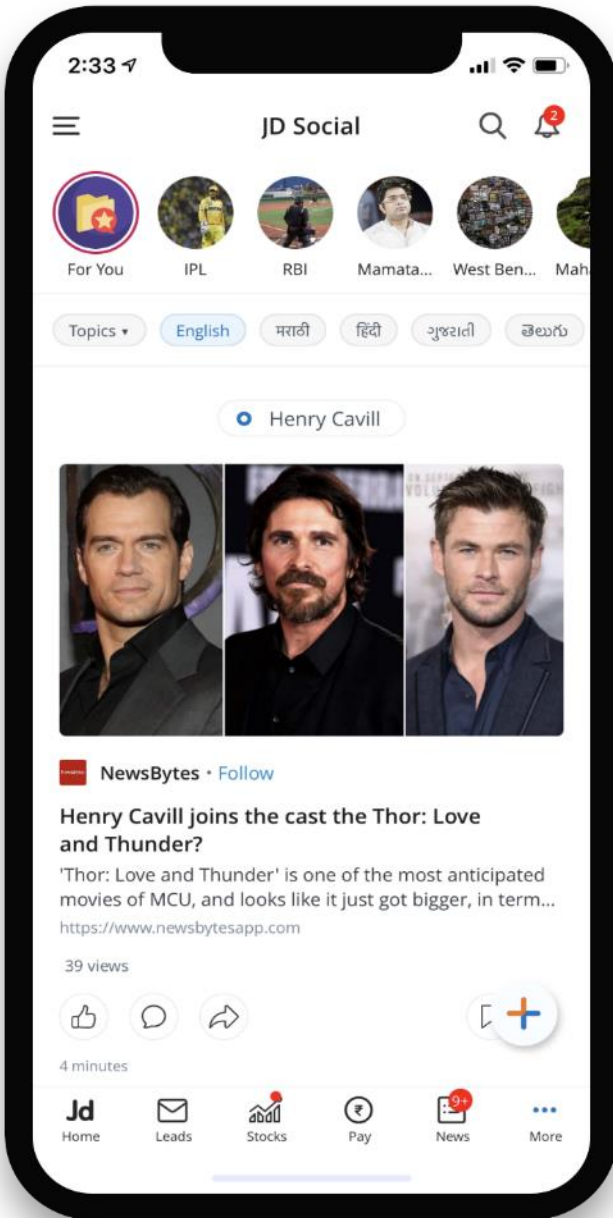 2:33
JD Social
2
For You
IPL
RBI
Mamata...
West Ben...
Maha
Topics ▾
English
मराठी
हिंदी
ગુજરાતી
తెలుగు
Henry Cavill
NewsBytes • Follow
Henry Cavill joins the cast the Thor: Love
and Thunder?
'Thor: Love and Thunder' is one of the most anticipated
movies of MCU, and looks like it just got bigger, in term...
https://www.newsbytesapp.com
39 views
4 minutes
Jd
Home
Leads
Stocks
₹
Pay
9+
News
More